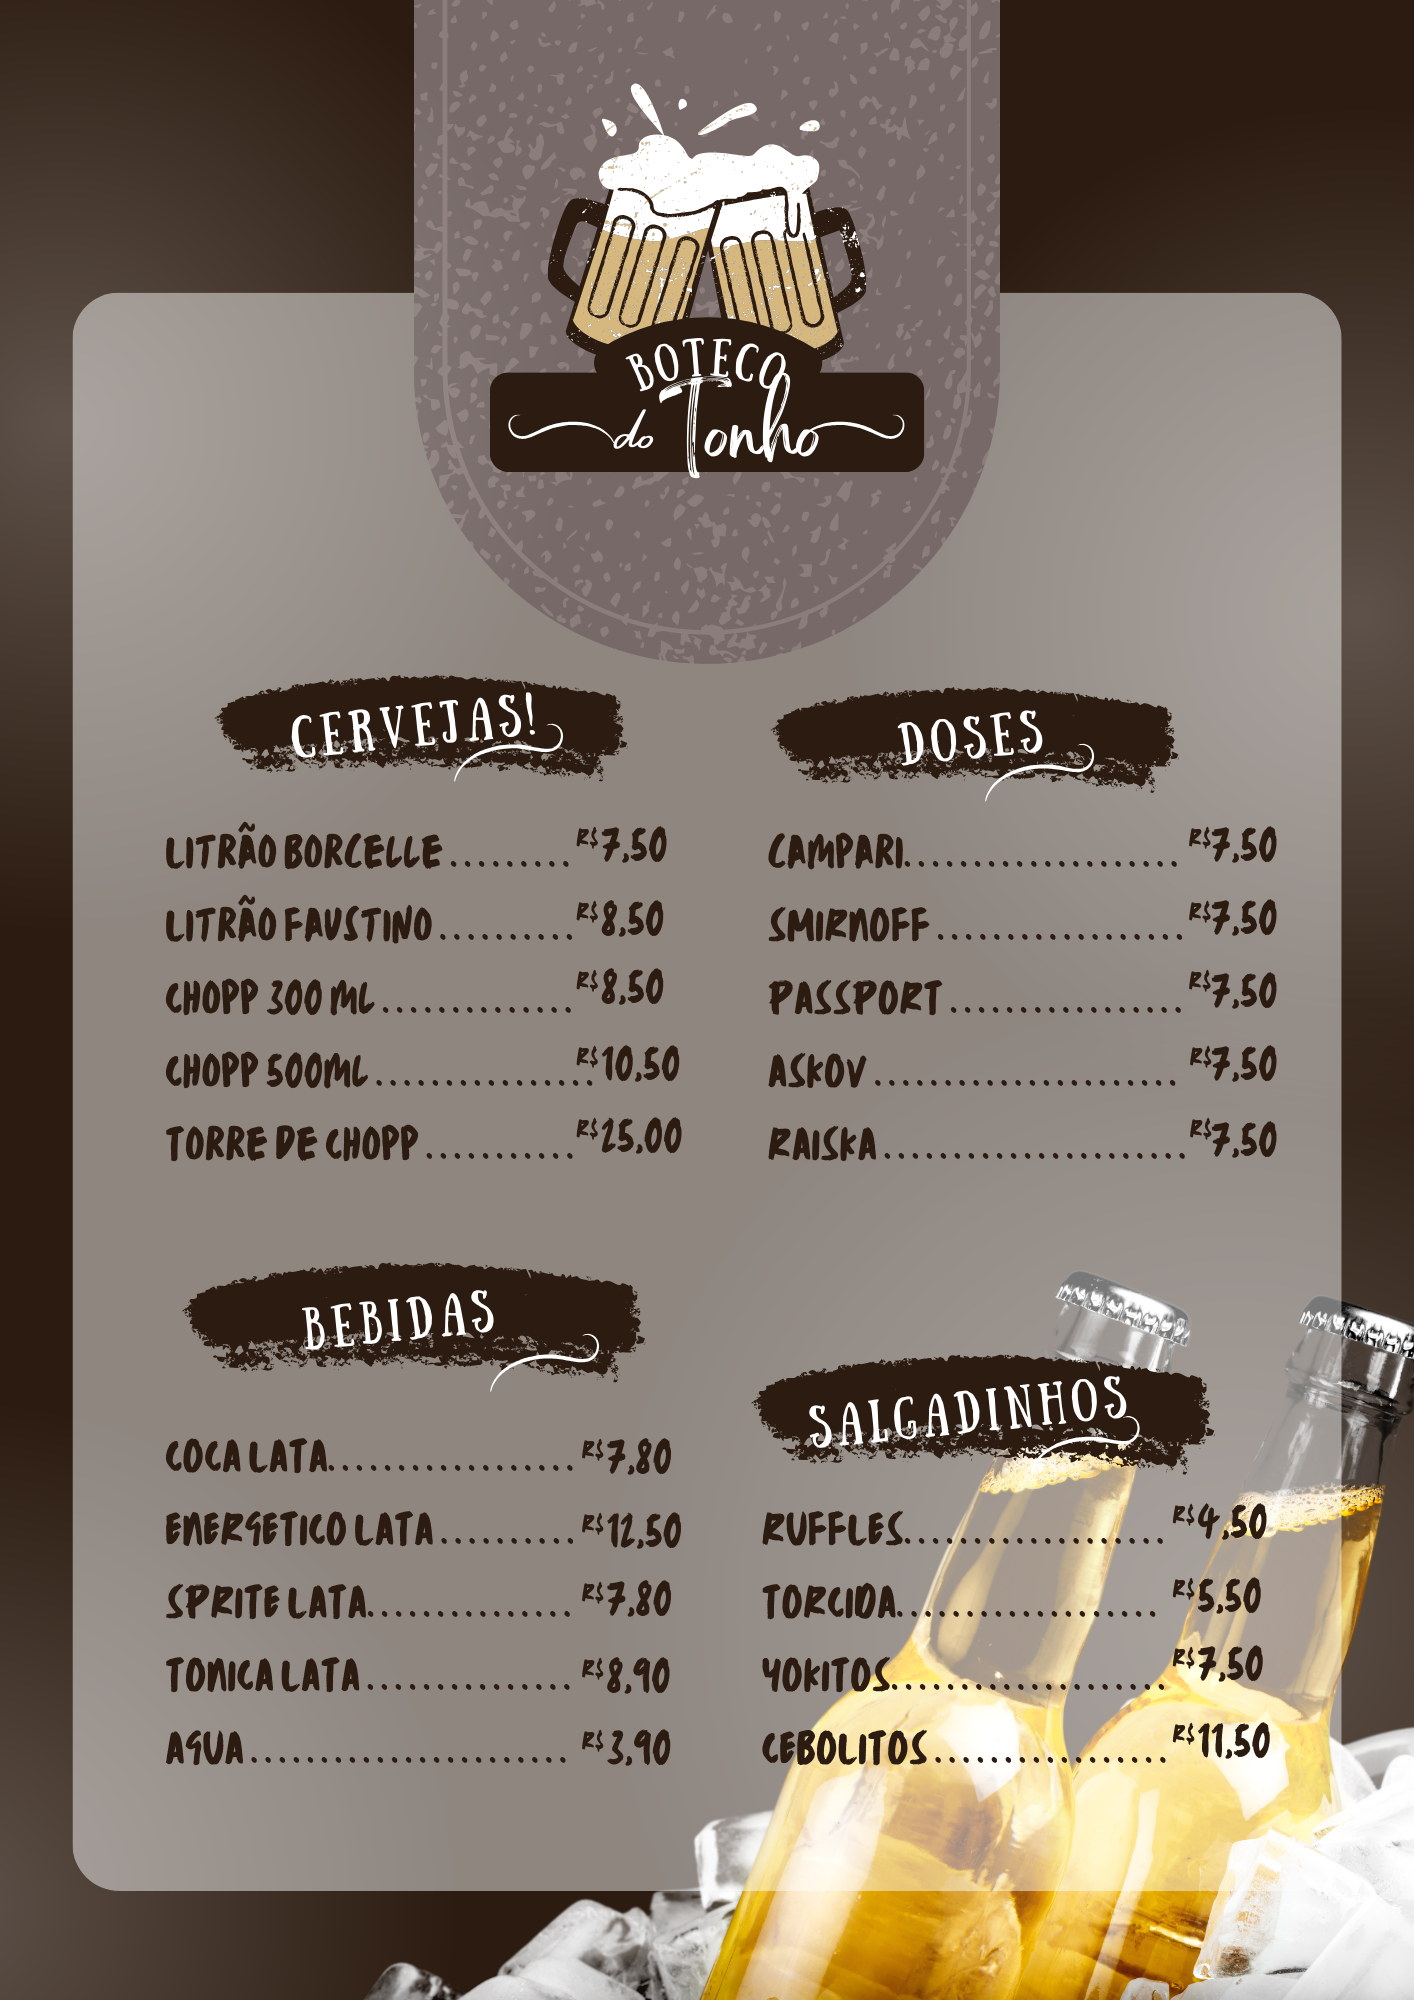 BOTECO
do Tonho
CERVEJAS!
LITRÃO BORCELLE......... R$7,50
LITRÃO FAUSTINO.......... R$8,50
CHOPP 300 ML.............. R$8,50
CHOPP 500ML................ R$10,50
TORRE DE CHOPP........... R$25,00
DOSES
CAMPARI.................... R$7,50
SMIRNOFF.................. R$7,50
PASSPORT................. R$7,50
ASKOV...................... R$7,50
RAISKA...................... R$7,50
BEBIDAS
COCA LATA.................. R$7,80
ENERGETICO LATA.......... R$12,50
SPRITE LATA............... R$7,80
TONICA LATA............... R$8,90
AGUA....................... R$3,90
SALGADINHOS
RUFFLES................... R$4,50
TORCIDA................... R$5,50
YOKITOS.................... R$7,50
CEBOLITOS................. R$11,50